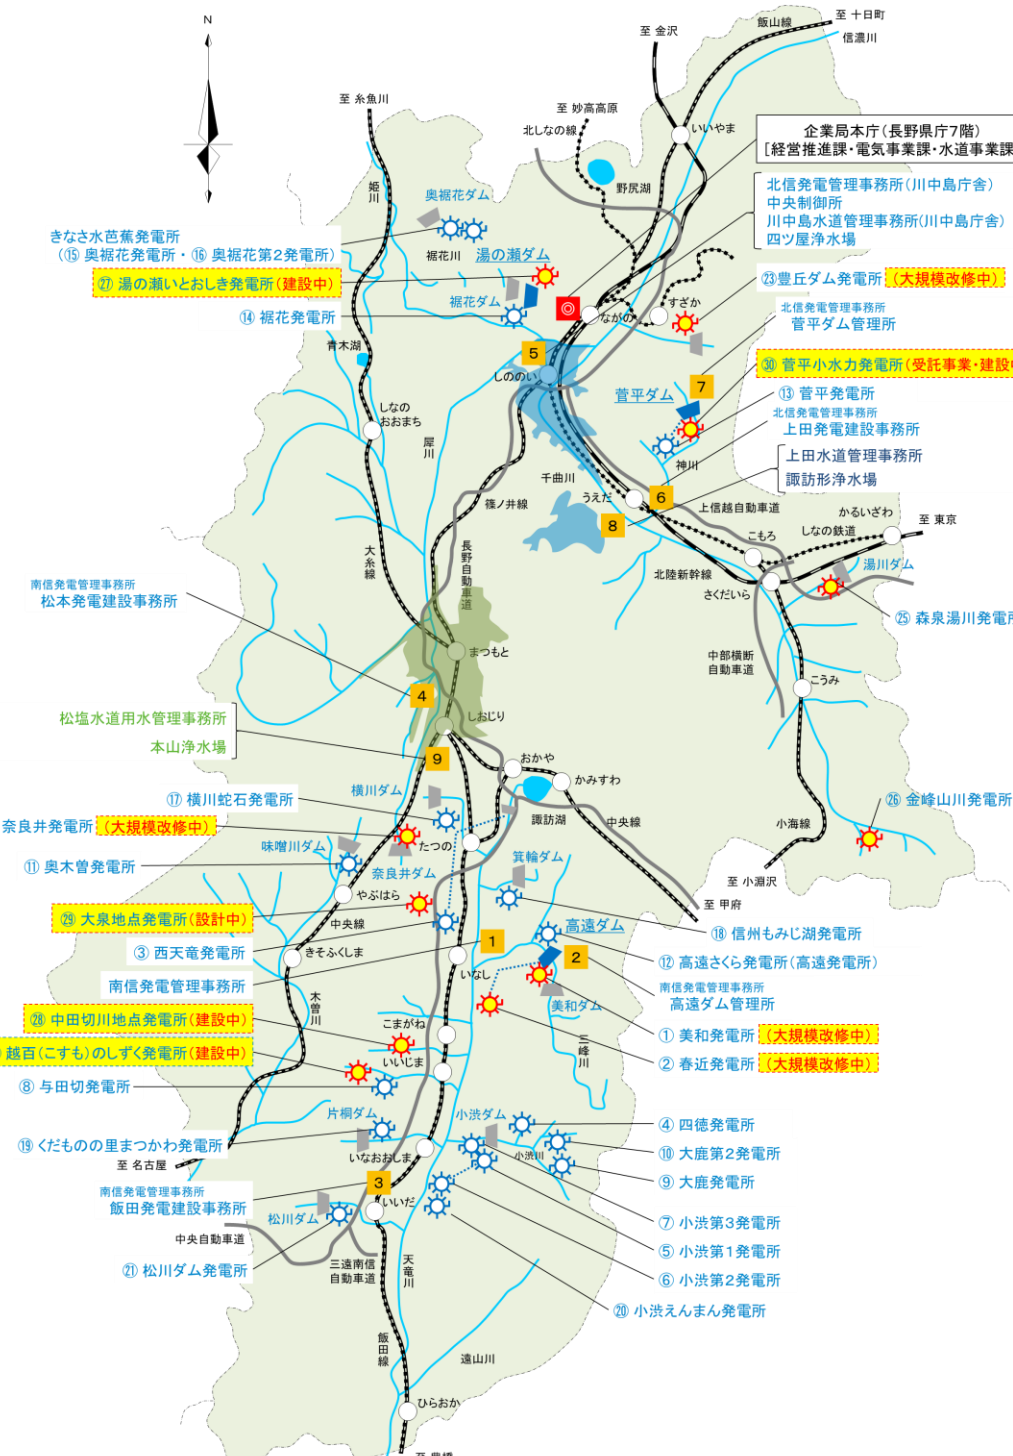 N
至 十日町
飯山線
信濃川
至 金沢
至 糸魚川
至 妙高高原
北しなの線
いいやま
企業局本庁(長野県庁7階)
[経営推進課・電気事業課・水道事業課
野尻湖
北信発電管理事務所(川中島庁舎)
中央制御所
川中島水道管理事務所(川中島庁舎)
四ツ屋浄水場
姫川
奥裾花ダム
きなさ水芭蕉発電所
(⑮ 奥裾花発電所・⑯ 奥裾花第2発電所)
裾花川
湯の瀬ダム
㉗ 湯の瀬いとおしき発電所(建設中)
㉓豊丘ダム発電所 (大規模改修中)
裾花ダム
⑭ 裾花発電所
ながの
すざか
北信発電管理事務所
菅平ダム管理所
青木湖
5
しののい
㉚ 菅平小水力発電所(受託事業・建設
7
菅平ダム
⑬ 菅平発電所
しなの
おおまち
北信発電管理事務所
上田発電建設事務所
犀川
神川
上田水道管理事務所
諏訪形浄水場
千曲川
篠ノ井線
うえだ
6
上信越自動車道
かるいざわ
至 東京
8
しなの鉄道
こもろ
大糸線
長野自動車道
北陸新幹線
湯川ダム
さくだいら
南信発電管理事務所
松本発電建設事務所
㉕ 森泉湯川発電所
まつもと
中部横断
自動車道
こうみ
4
松塩水道用水管理事務所
本山浄水場
しおじり
9
おかや
かみすわ
横川ダム
⑰ 横川蛇石発電所
諏訪湖
中央線
小海線
㉖ 金峰山川発電所
奈良井発電所 (大規模改修中)
味噌川ダム
たつの
奈良井ダム
⑪ 奥木曽発電所
箕輪ダム
至 小淵沢
やぶはら
至 甲府
㉙ 大泉地点発電所(設計中)
中央線
高遠ダム
⑱ 信州もみじ湖発電所
③ 西天竜発電所
きそふくしま
1
2
⑫ 高遠さくら発電所(高遠発電所)
いなし
南信発電管理事務所
南信発電管理事務所
高遠ダム管理所
木曽川
美和ダム
㉘ 中田切川地点発電所(建設中)
こまがね
三峰川
① 美和発電所 (大規模改修中)
越百(こすも)のしずく発電所(建設中)
いいじま
② 春近発電所 (大規模改修中)
⑧ 与田切発電所
片桐ダム
小渋ダム
④ 四徳発電所
⑲ くだものの里まつかわ発電所
いなおおしま
小渋川
⑩ 大鹿第2発電所
至 名古屋
⑨ 大鹿発電所
3
南信発電管理事務所
飯田発電建設事務所
いいだ
松川ダム
⑦ 小渋第3発電所
中央自動車道
⑤ 小渋第1発電所
㉑ 松川ダム発電所
三遠南信
自動車道
天竜川
⑥ 小渋第2発電所
⑳ 小渋えんまん発電所
飯田線
遠山川
ひらおか